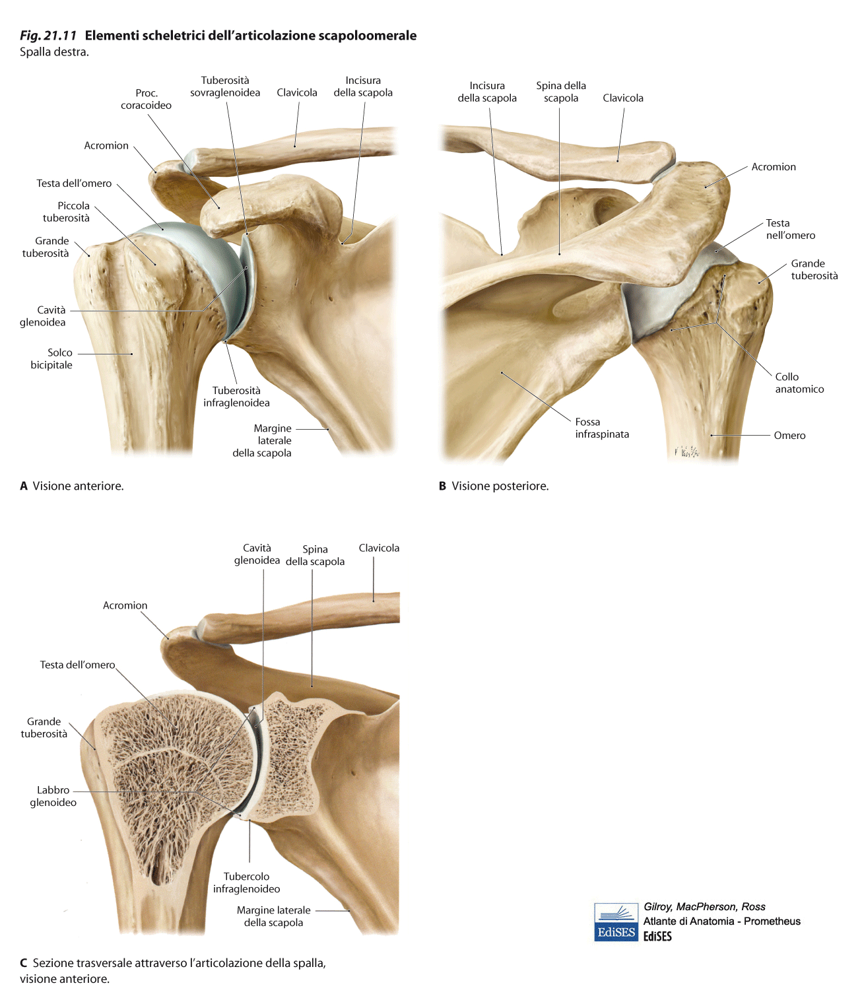 Fig. 21.11 Elementi scheletrici dell'articolazione scapoloomerale
Spalla destra.
Proc.
coracoideo
Tuberosità
sovraglenoidea
Clavicola
Incisura
della scapola
Acromion
Testa dell'omero
Piccola
tuberosità
Grande
tuberosità
Cavità
glenoidea
Solco
bicipitale
Tuberosità
infraglenoidea
Margine
laterale
della scapola
A Visione anteriore.
Incisura
della scapola
Spina della
scapola
Clavicola
Acromion
Testa
nell'omero
Grande
tuberosità
Collo
anatomico
Fossa
infraspinata
Omero
B Visione posteriore.
Cavità
glenoidea
Spina
della scapola
Clavicola
Acromion
Testa dell'omero
Grande
tuberosità
Labbro
glenoideo
Tubercolo
infraglenoideo
Margine laterale
della scapola
C Sezione trasversale attraverso l'articolazione della spalla,
visione anteriore.
EdiSES
Gilroy, MacPherson, Ross
Atlante di Anatomia - Prometheus
EdiSES